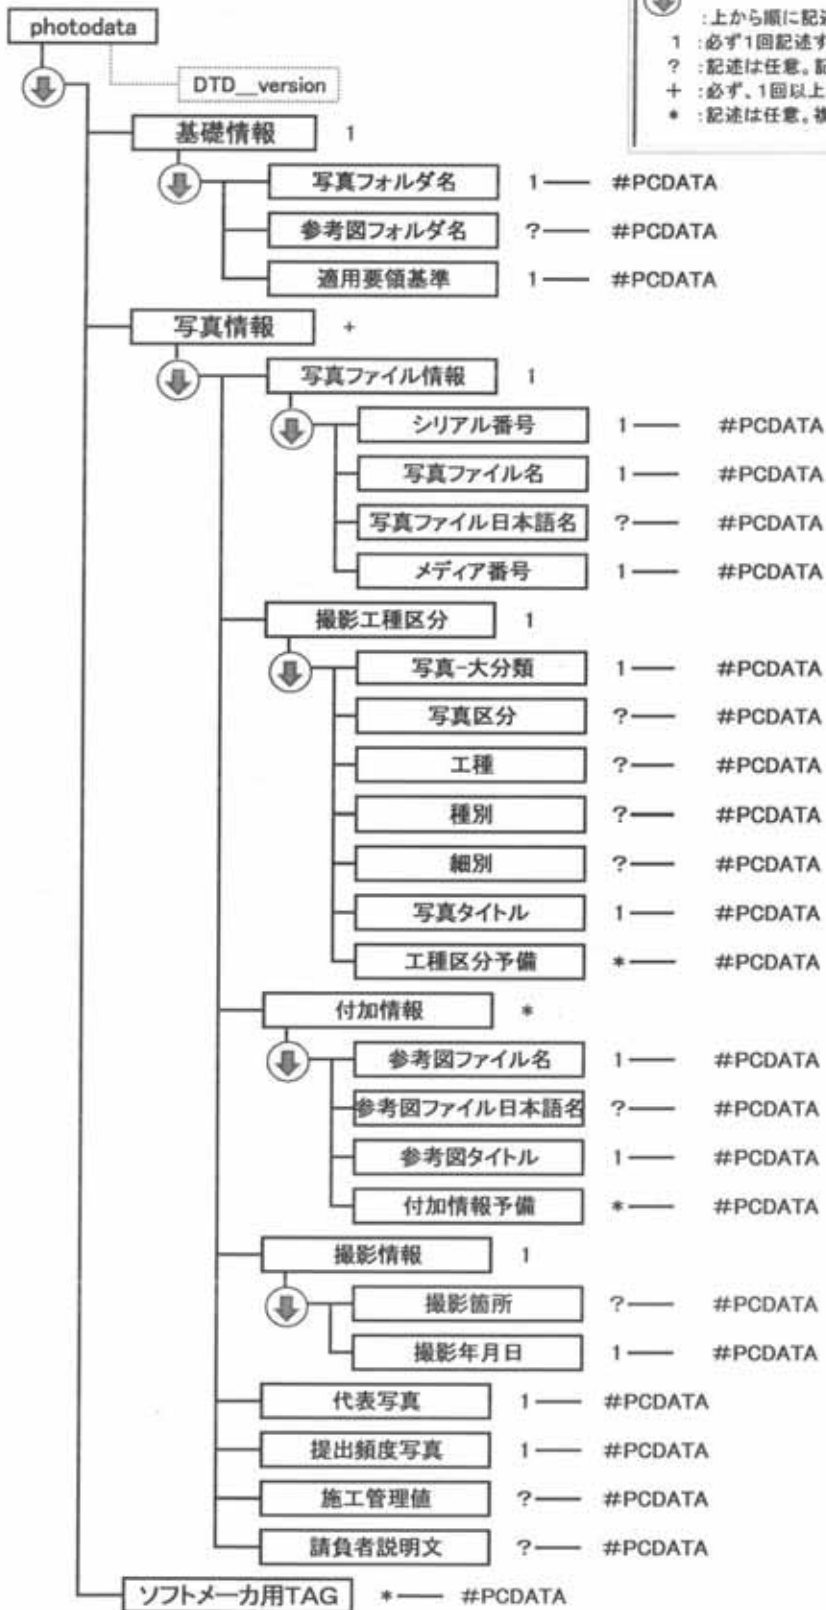 photodata
:上から順に記述
1 :必ず1回記述す
? :記述は任意。記
+ :必ず、1回以上
* :記述は任意。複
DTD__version
基礎情報 1
写真フォルダ名 1 #PCDATA
参考図フォルダ名 ? #PCDATA
適用要領基準 1 #PCDATA
写真情報 +
写真ファイル情報 1
シリアル番号 1 #PCDATA
写真ファイル名 1 #PCDATA
写真ファイル日本語名 ? #PCDATA
メディア番号 1 #PCDATA
撮影工種区分 1
写真-大分類 1 #PCDATA
写真区分 ? #PCDATA
工種 ? #PCDATA
種別 ? #PCDATA
細別 ? #PCDATA
写真タイトル 1 #PCDATA
工種区分予備 * #PCDATA
付加情報 *
参考図ファイル名 1 #PCDATA
参考図ファイル日本語名 ? #PCDATA
参考図タイトル 1 #PCDATA
付加情報予備 * #PCDATA
撮影情報 1
撮影箇所 ? #PCDATA
撮影年月日 1 #PCDATA
代表写真 1 #PCDATA
提出頻度写真 1 #PCDATA
施工管理値 ? #PCDATA
請負者説明文 ? #PCDATA
ソフトメーカ用TAG * #PCDATA